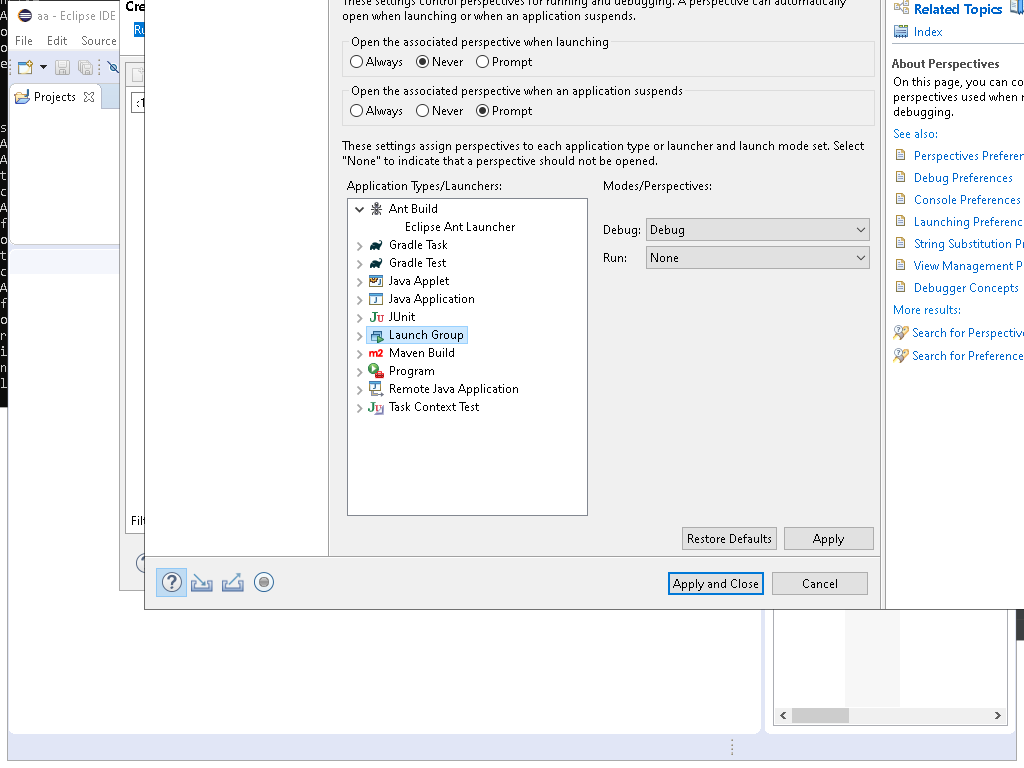 aa - Eclipse IDE
File Edit Source
Projects
Cre
These settings control perspectives for running and debugging. A perspective can automatically
open when launching or when an application suspends.
Open the associated perspective when launching
Always Never Prompt
Open the associated perspective when an application suspends
Always Never Prompt
These settings assign perspectives to each application type or launcher and launch mode set. Select
"None" to indicate that a perspective should not be opened.
Application Types/Launchers:
Modes/Perspectives:
Ant Build
Eclipse Ant Launcher
Gradle Task
Gradle Test
Java Applet
Java Application
JUnit
Launch Group
Maven Build
Program
Remote Java Application
Task Context Test
Debug: Debug
Run: None
Filt
Restore Defaults Apply
Apply and Close Cancel
Related Topics
Index
About Perspectives
On this page, you can co
perspectives used when r
debugging.
See also:
Perspectives Preferen
Debug Preferences
Console Preferences
Launching Preferenc
String Substitution Pr
View Management P
Debugger Concepts
More results:
Search for Perspective
Search for Preference